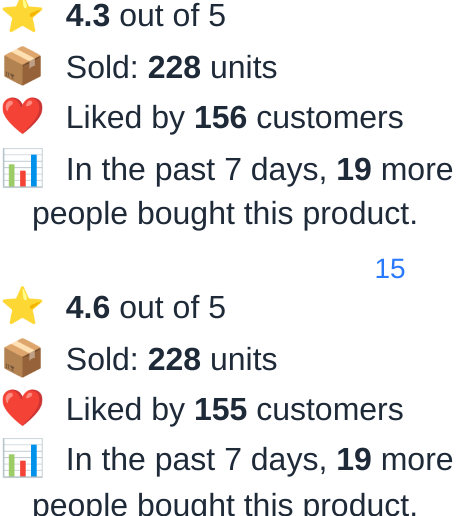 4.3 out of 5
Sold: 228 units
Liked by 156 customers
In the past 7 days, 19 more
people bought this product.
15
4.6 out of 5
Sold: 228 units
Liked by 155 customers
In the past 7 days, 19 more
people bought this product.